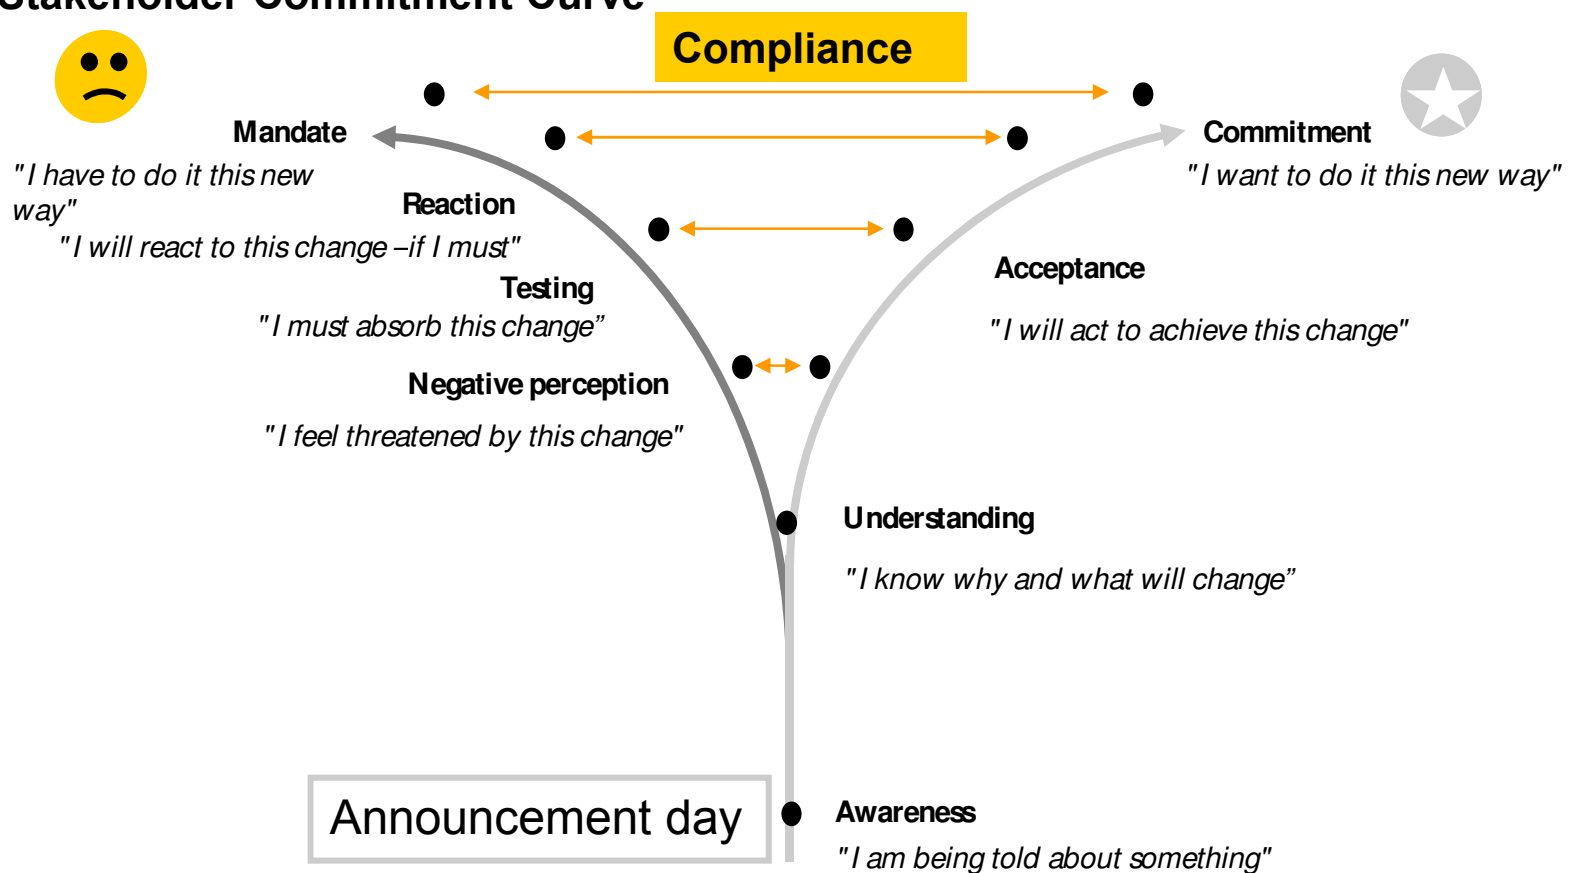 Stakeholder Commitment Curve
Compliance
Mandate
"I have to do it this new
way"
Reaction
"I will react to this change –if I must"
Testing
"I must absorb this change”
Negative perception
"I feel threatened by this change"
Commitment
"I want to do it this new way"
Acceptance
"I will act to achieve this change"
Understanding
"I know why and what will change”
Announcement day
Awareness
"I am being told about something"